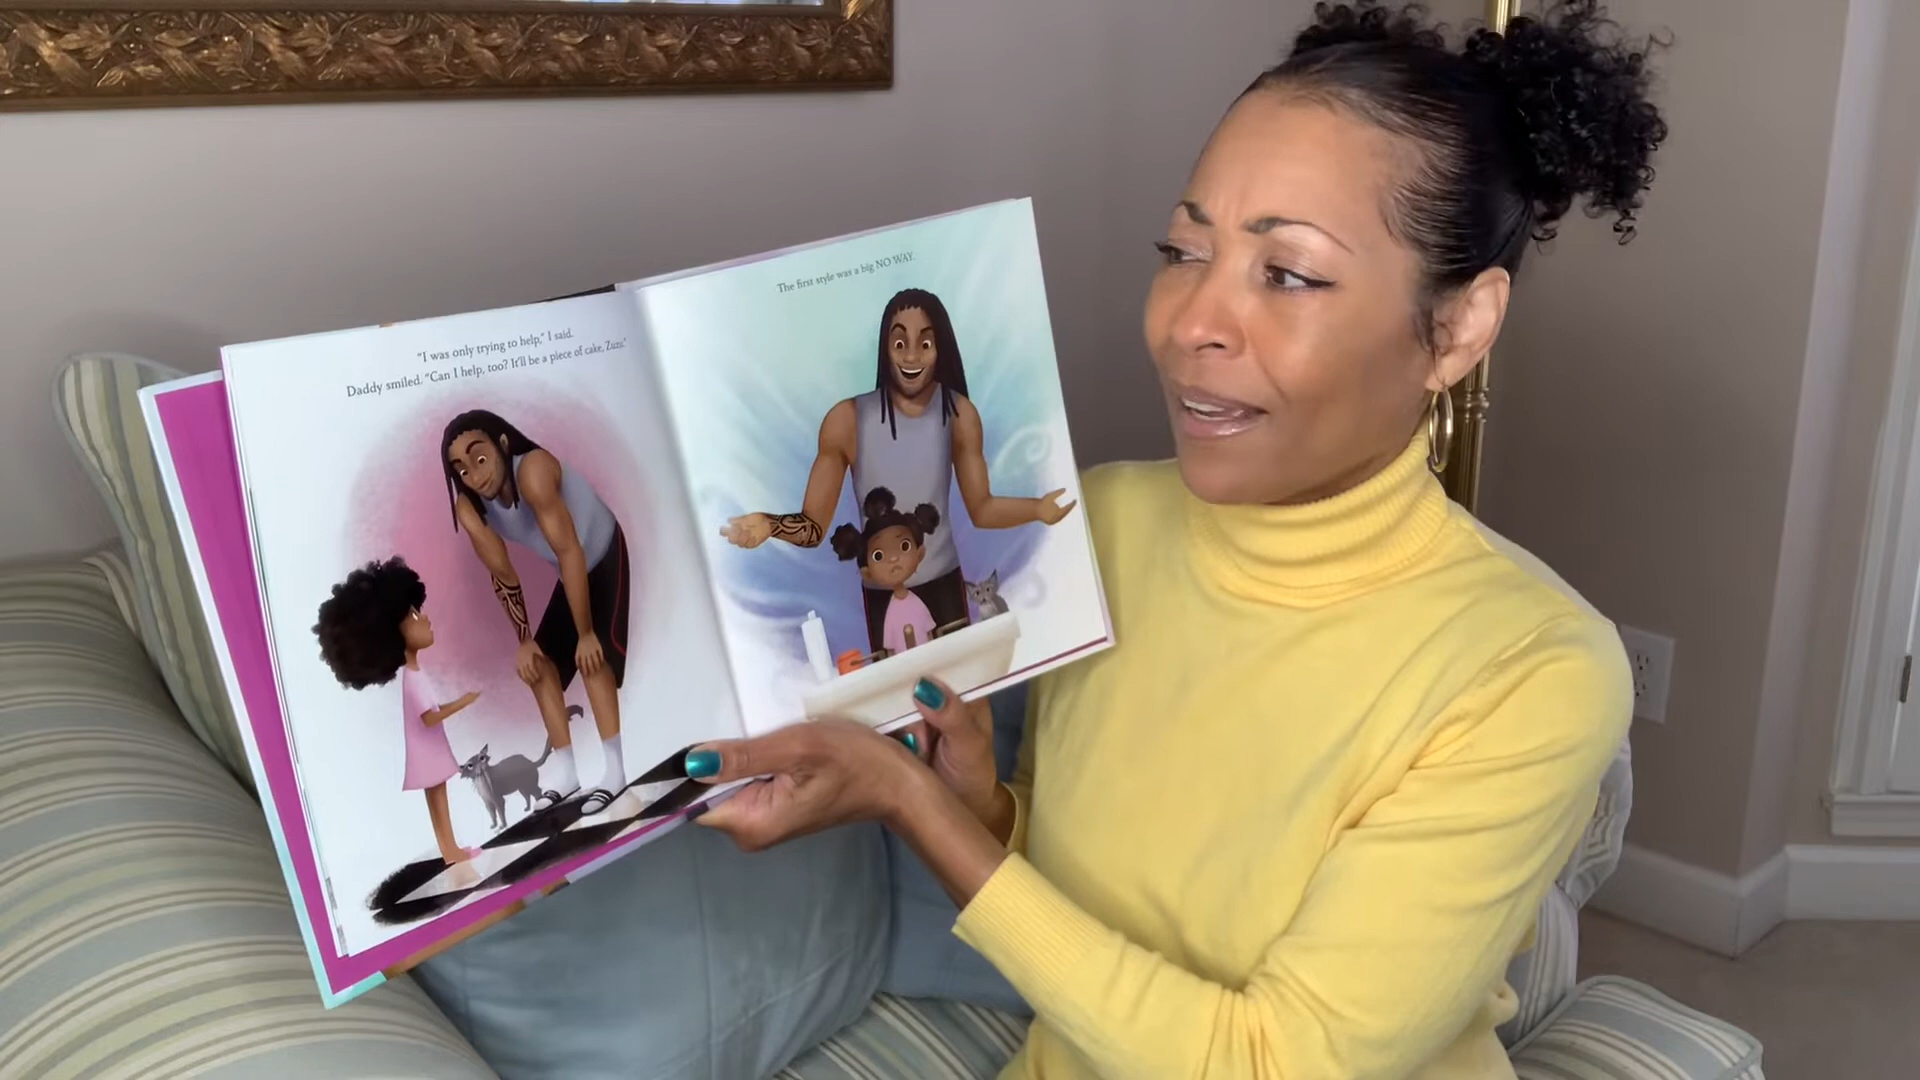 "I was only trying to help," I said.
Daddy smiled. "Can I help, too? It'll be a piece of cake, Zuzu."
The first style was a big NO WAY.